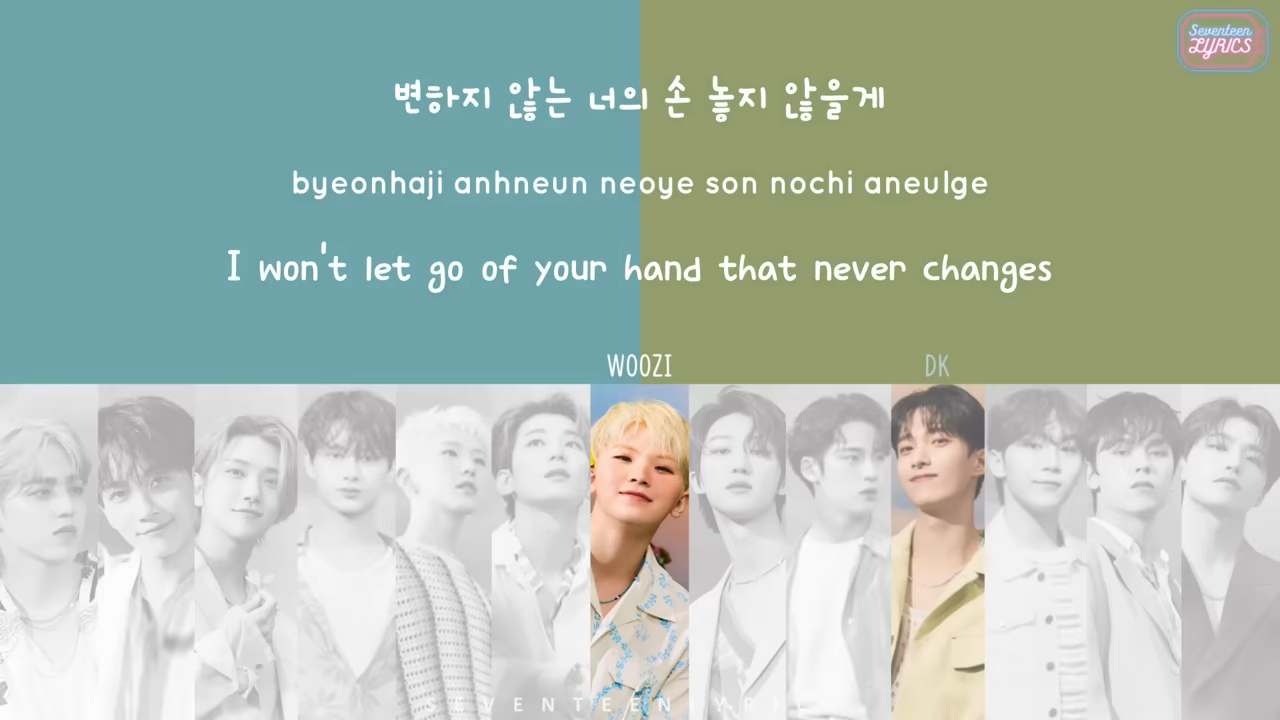 Seventeen
LYRICS
변하지 않는 너의 손 놓지 않을게
byeonhaji anhneun neoye son nochi aneulge
I won't let go of your hand that never changes
WOOZI DK
SEVENTEENLYRI